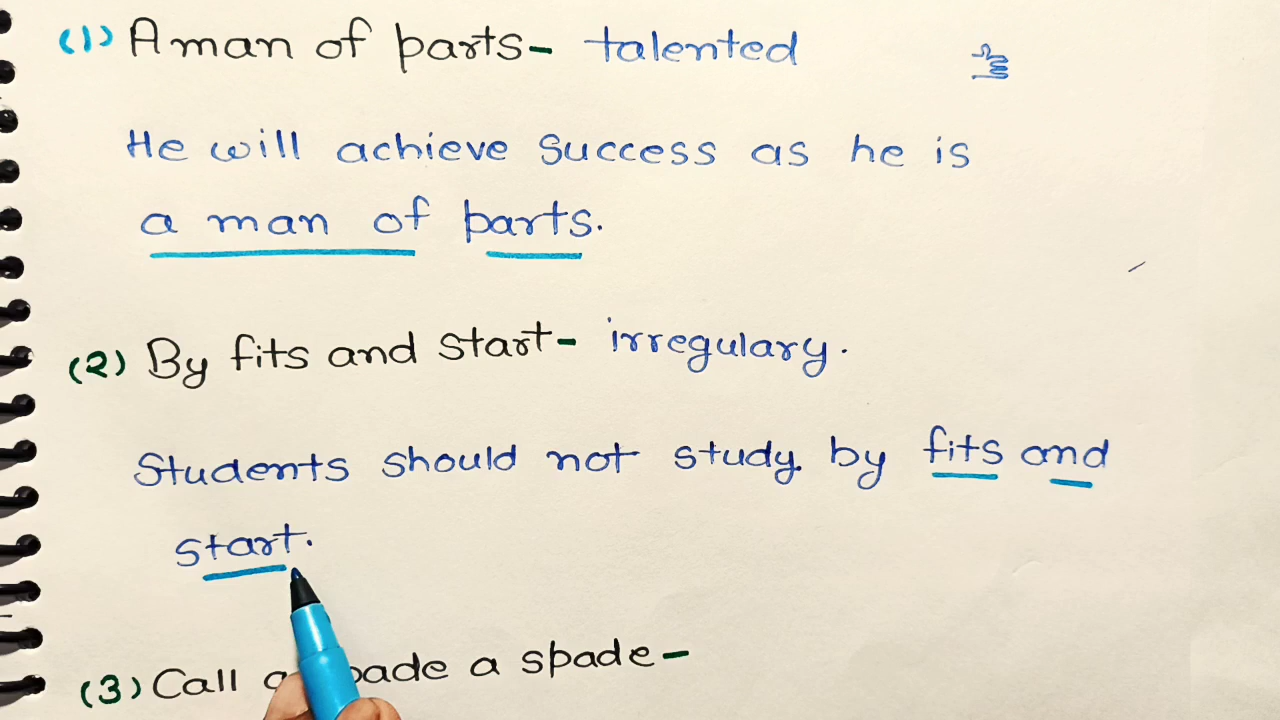 (1) A man of parts- talented
He will achieve success as he is
a man of parts.
(2) By fits and start- irregulary.
Students should not study by fits and
start.
(3) Call a spade a spade-